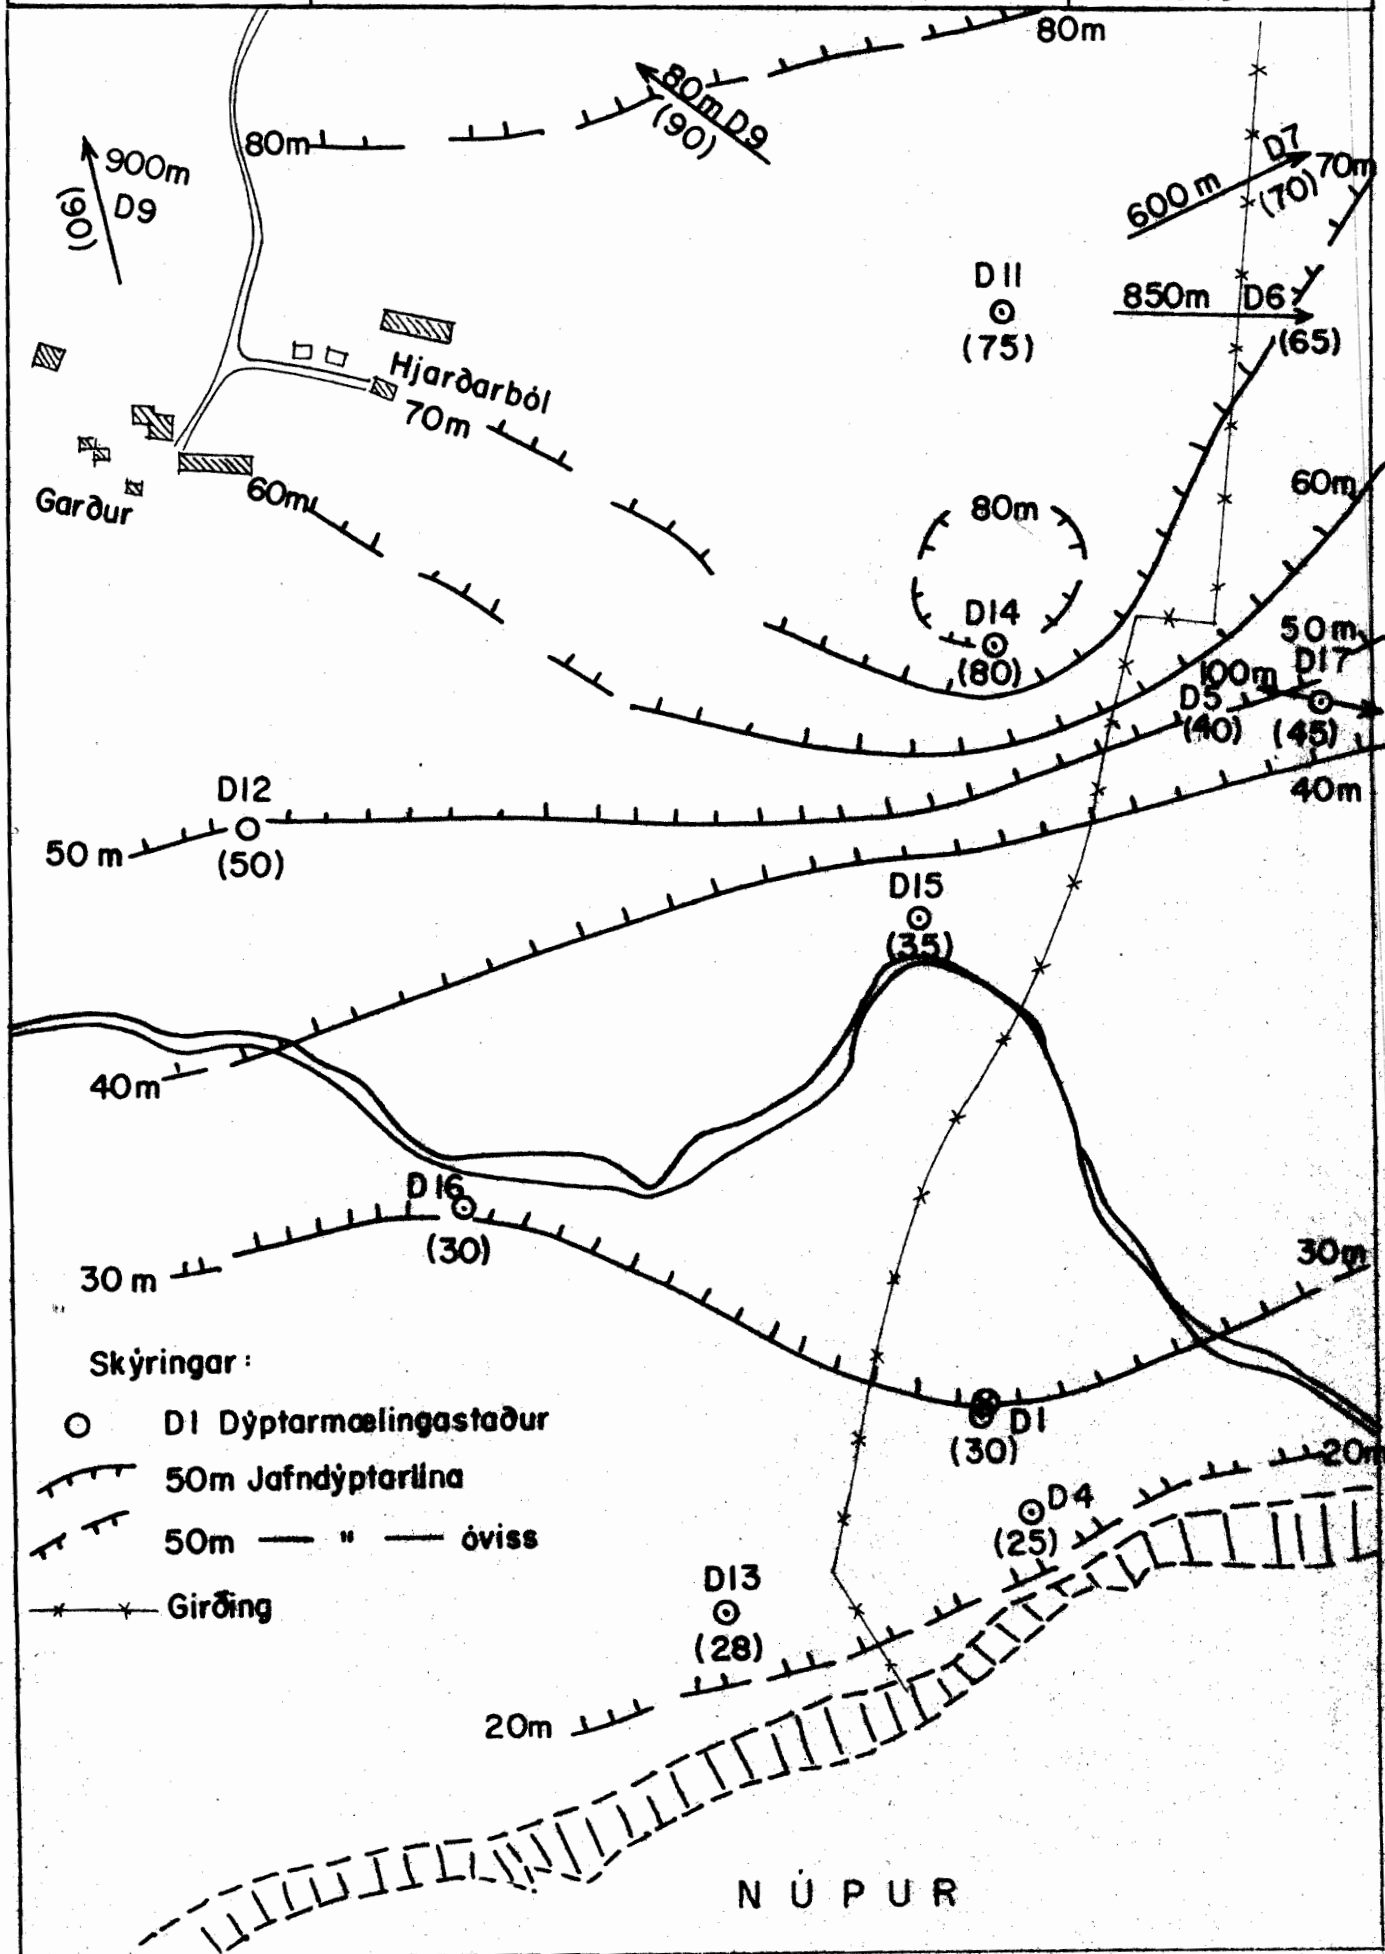 80m
80m D9
(90)
80m
900m
D9
(90)
D7
70m
600 m
(70)
D11
(75)
850m
D6
(65)
Hjarðarból
70m
60m
Garður
60m
80m
D14
(80)
50m
D17
100m
D5
(40)
(45)
40m
D12
50 m
(50)
D15
(35)
40m
D16
(30)
30 m
30m
Skýringar:
D1 Dýptarmælingastaður
50m Jafndýptarlína
50m — " — óviss
Girðing
D1
(30)
20m
D4
(25)
D13
(28)
20m
NÚPUR